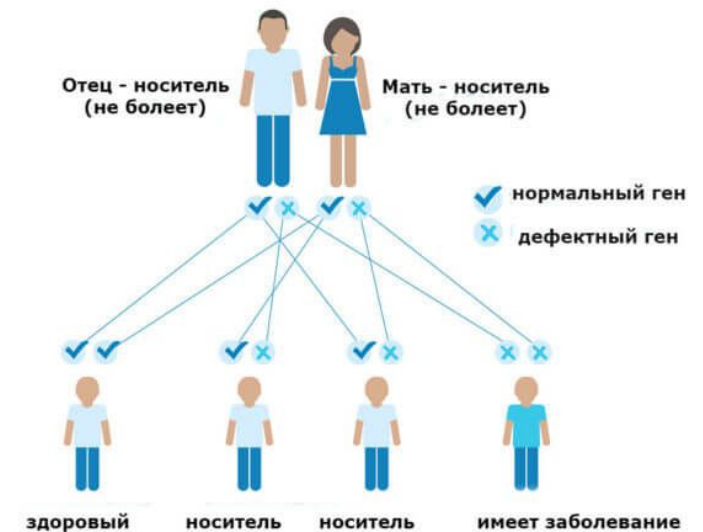 Отец - носитель
(не болеет)
Мать - носитель
(не болеет)
нормальный ген
дефектный ген
здоровый
носитель
носитель
имеет заболевание